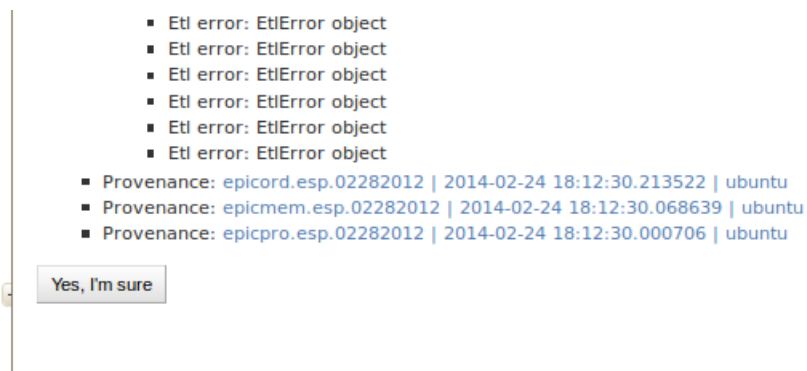 Etl error: EtlError object
Etl error: EtlError object
Etl error: EtlError object
Etl error: EtlError object
Etl error: EtlError object
Etl error: EtlError object
Provenance: epicord.esp.02282012 | 2014-02-24 18:12:30.213522 | ubuntu
Provenance: epicmem.esp.02282012 | 2014-02-24 18:12:30.068639 | ubuntu
Provenance: epicpro.esp.02282012 | 2014-02-24 18:12:30.000706 | ubuntu
Yes, I'm sure